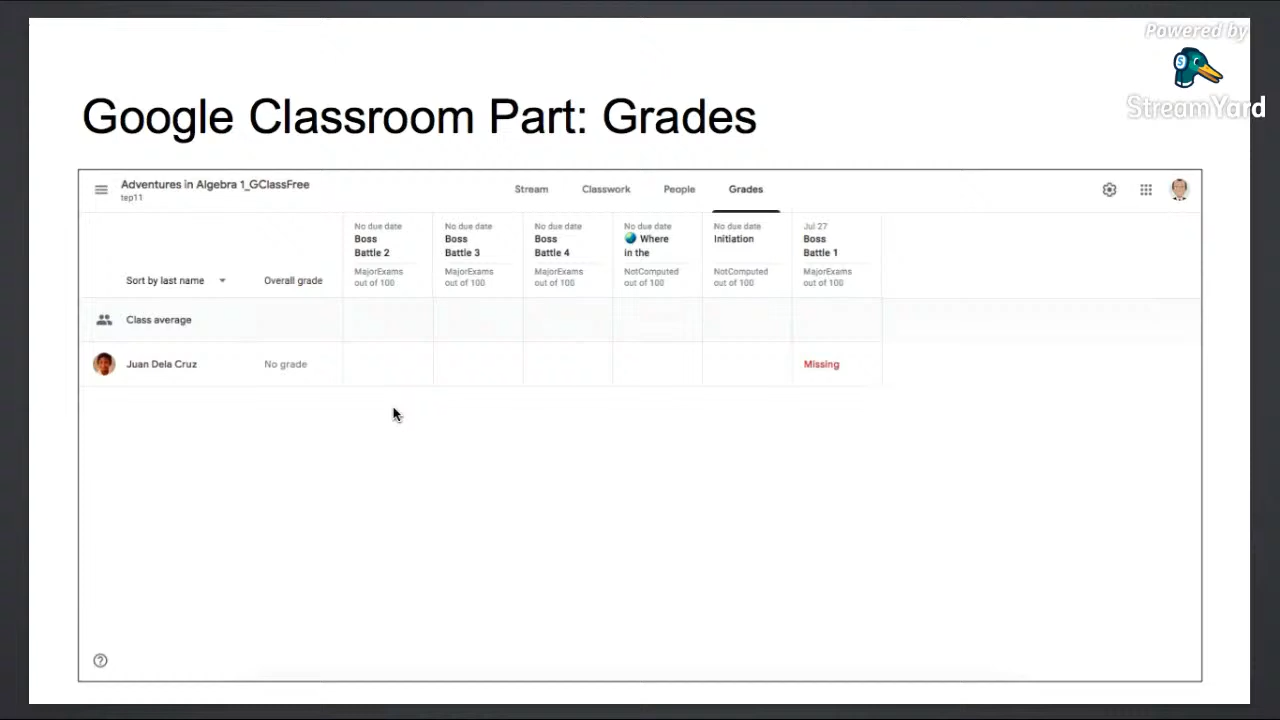 Powered by
StreamYard
Google Classroom Part: Grades
Adventures in Algebra 1_GClassFree
tep11
Stream
Classwork
People
Grades
No due date
Boss
Battle 2
MajorExams
out of 100
No due date
Boss
Battle 3
MajorExams
out of 100
No due date
Boss
Battle 4
MajorExams
out of 100
No due date
🌏 Where
in the
NotComputed
out of 100
No due date
Initiation
NotComputed
out of 100
Jul 27
Boss
Battle 1
MajorExams
out of 100
Sort by last name
Overall grade
Class average
Juan Dela Cruz
No grade
Missing